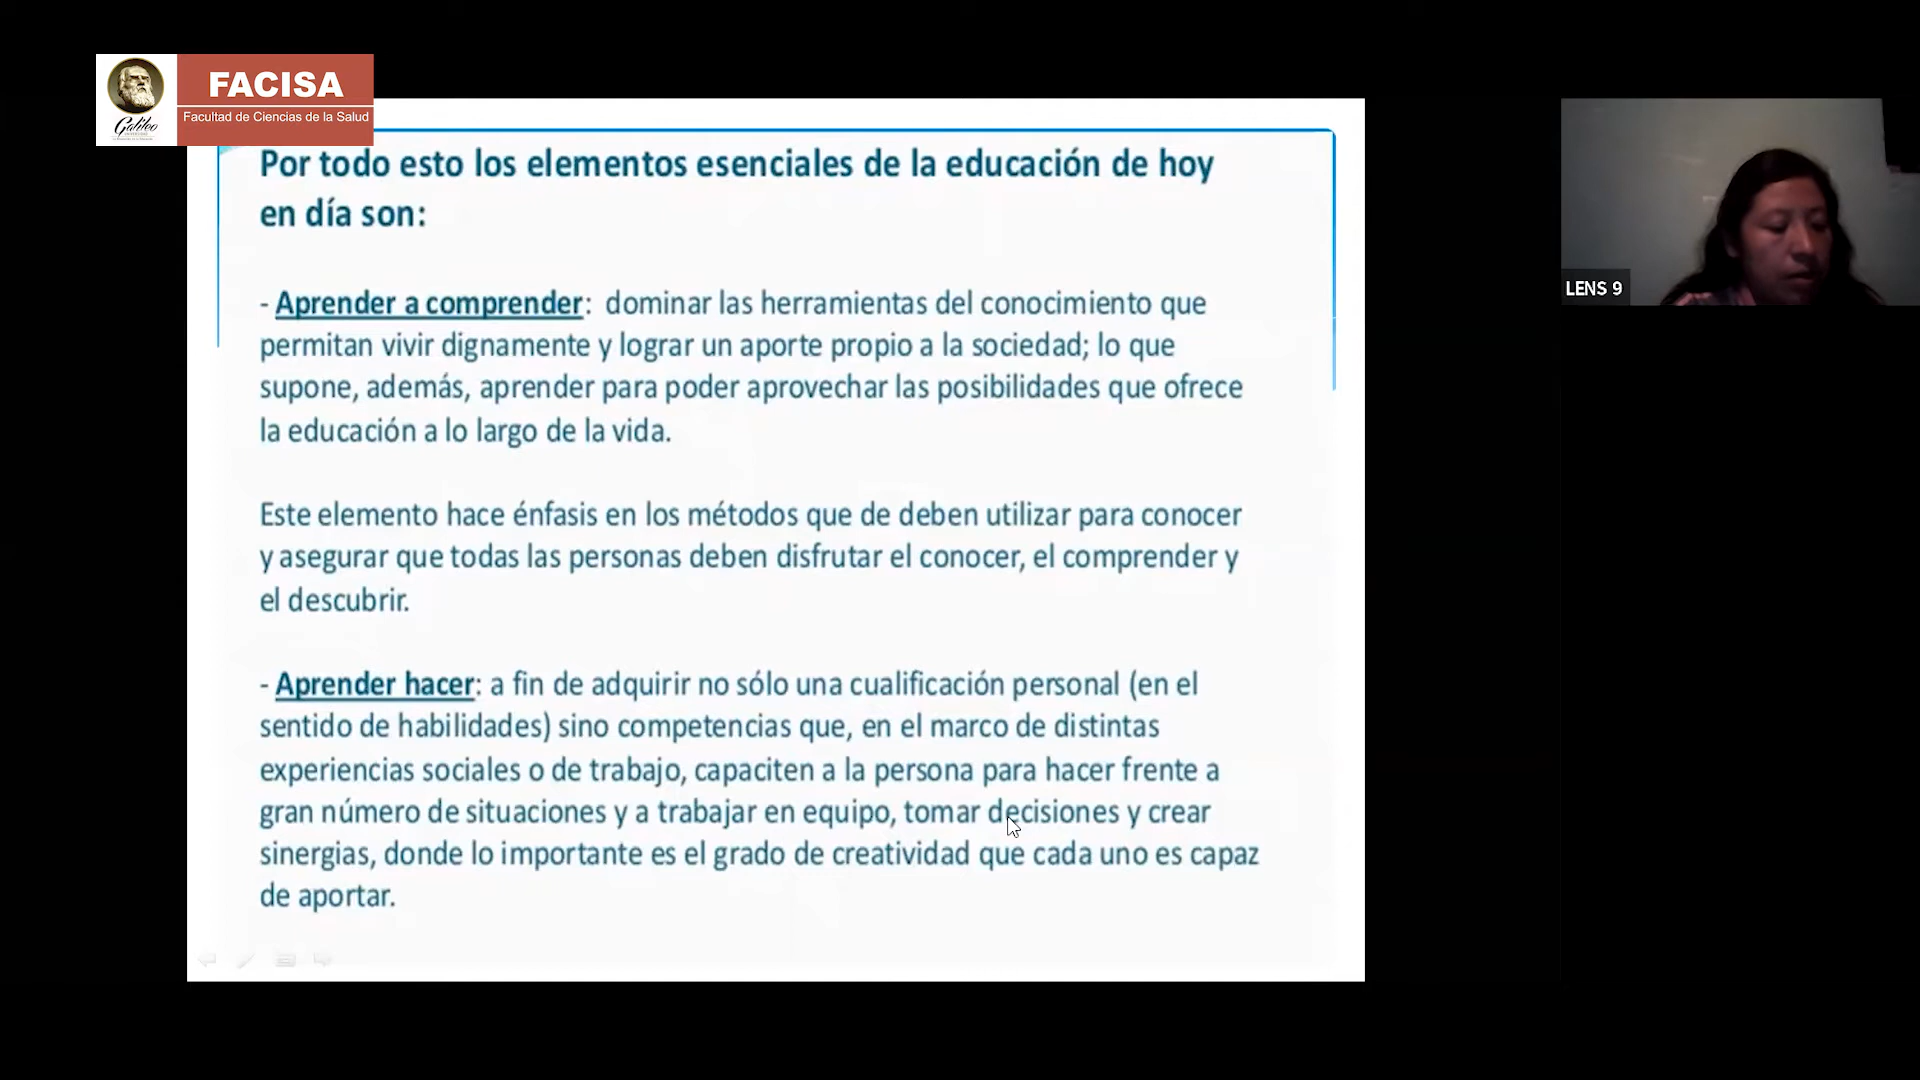 FACISA
Facultad de Ciencias de la Salud
Galileo
Por todo esto los elementos esenciales de la educación de hoy
en día son:
- Aprender a comprender: dominar las herramientas del conocimiento que
permitan vivir dignamente y lograr un aporte propio a la sociedad; lo que
supone, además, aprender para poder aprovechar las posibilidades que ofrece
la educación a lo largo de la vida.
Este elemento hace énfasis en los métodos que de deben utilizar para conocer
y asegurar que todas las personas deben disfrutar el conocer, el comprender y
el descubrir.
- Aprender hacer: a fin de adquirir no sólo una cualificación personal (en el
sentido de habilidades) sino competencias que, en el marco de distintas
experiencias sociales o de trabajo, capaciten a la persona para hacer frente a
gran número de situaciones y a trabajar en equipo, tomar decisiones y crear
sinergias, donde lo importante es el grado de creatividad que cada uno es capaz
de aportar.
LENS 9